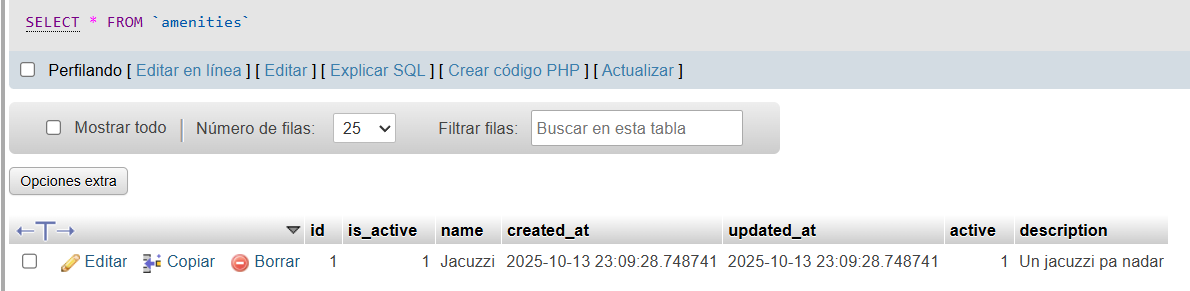 SELECT * FROM `amenities`
Perfilando [ Editar en línea ] [ Editar ] [ Explicar SQL ] [ Crear código PHP ] [ Actualizar ]
Mostrar todo | Número de filas: 25 Filtrar filas: Buscar en esta tabla
Opciones extra
←T→ id is_active name created_at updated_at active description
Editar Copiar Borrar 1 1 Jacuzzi 2025-10-13 23:09:28.748741 2025-10-13 23:09:28.748741 1 Un jacuzzi pa nadar